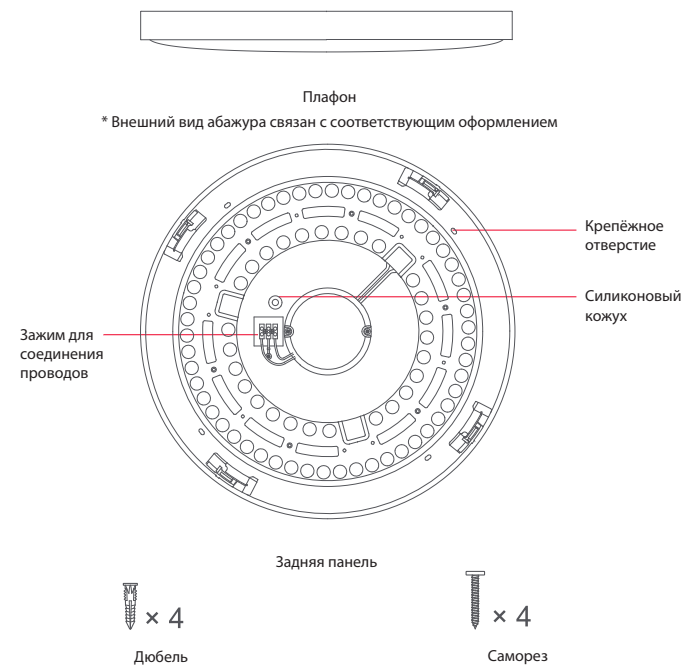 Плафон
* Внешний вид абажура связан с соответствующим оформлением
Крепёжное
отверстие
Силиконовый
кожух
Зажим для
соединения
проводов
Задняя панель
× 4
× 4
Дюбель
Саморез